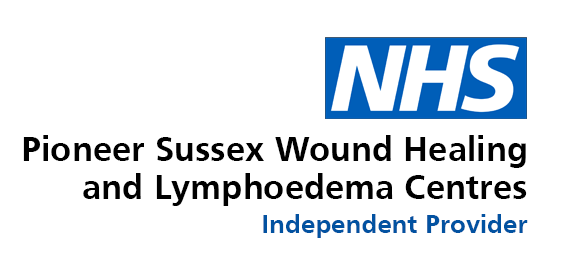 NHS
Pioneer Sussex Wound Healing
and Lymphoedema Centres
Independent Provider